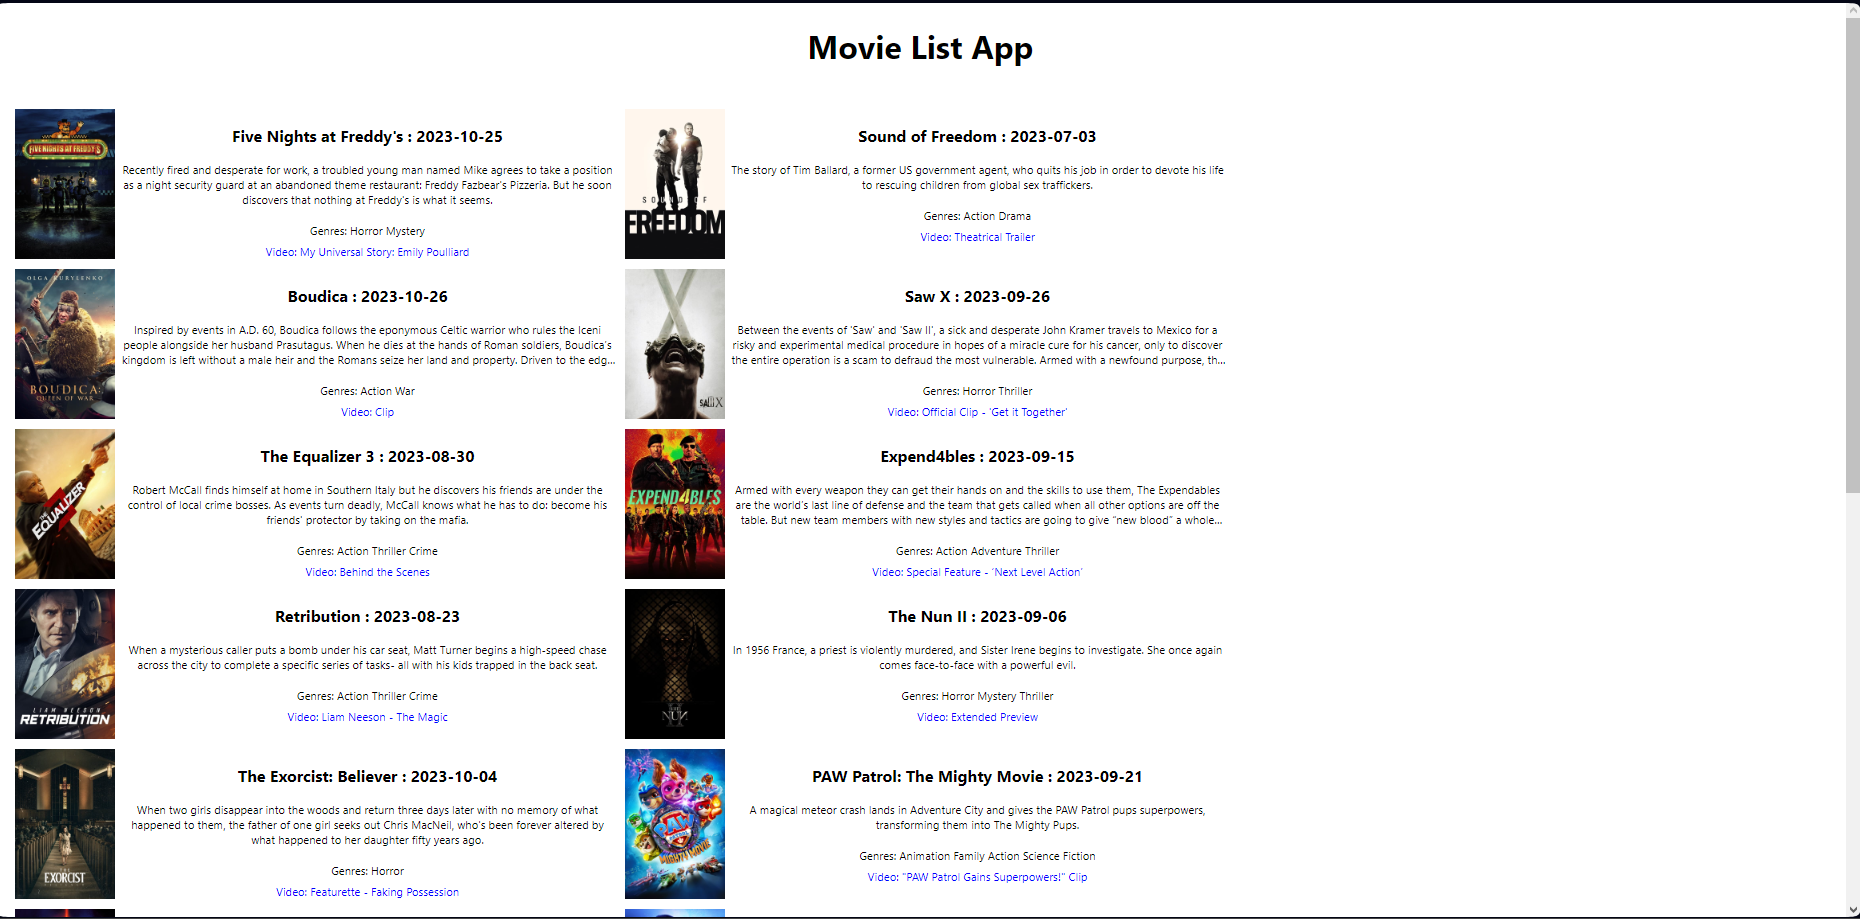 Movie List App
FIVE NIGHTS AT FREDDY'S
Five Nights at Freddy's : 2023-10-25
Recently fired and desperate for work, a troubled young man named Mike agrees to take a position
as a night security guard at an abandoned theme restaurant: Freddy Fazbear's Pizzeria. But he soon
discovers that nothing at Freddy's is what it seems.
Genres: Horror Mystery
Video: My Universal Story: Emily Poulliard
SOUND OF
FREEDOM
Sound of Freedom : 2023-07-03
The story of Tim Ballard, a former US government agent, who quits his job in order to devote his life
to rescuing children from global sex traffickers.
Genres: Action Drama
Video: Theatrical Trailer
OLGA KURYLENKO
BOUDICA
QUEEN OF WAR
Boudica : 2023-10-26
Inspired by events in A.D. 60, Boudica follows the eponymous Celtic warrior who rules the Iceni
people alongside her husband Prasutagus. When he dies at the hands of Roman soldiers, Boudica's
kingdom is left without a male heir and the Romans seize her land and property. Driven to the edg...
Genres: Action War
Video: Clip
SAW X
Saw X : 2023-09-26
Between the events of 'Saw' and 'Saw II', a sick and desperate John Kramer travels to Mexico for a
risky and experimental medical procedure in hopes of a miracle cure for his cancer, only to discover
the entire operation is a scam to defraud the most vulnerable. Armed with a newfound purpose, th...
Genres: Horror Thriller
Video: Official Clip - 'Get it Together'
THE
EQUALIZER
The Equalizer 3 : 2023-08-30
Robert McCall finds himself at home in Southern Italy but he discovers his friends are under the
control of local crime bosses. As events turn deadly, McCall knows what he has to do: become his
friends' protector by taking on the mafia.
Genres: Action Thriller Crime
Video: Behind the Scenes
EXPEND4BLES
Expend4bles : 2023-09-15
Armed with every weapon they can get their hands on and the skills to use them, The Expendables
are the world's last line of defense and the team that gets called when all other options are off the
table. But new team members with new styles and tactics are going to give "new blood" a whole...
Genres: Action Adventure Thriller
Video: Special Feature - 'Next Level Action'
LIAM NEESON
RETRIBUTION
Retribution : 2023-08-23
When a mysterious caller puts a bomb under his car seat, Matt Turner begins a high-speed chase
across the city to complete a specific series of tasks- all with his kids trapped in the back seat.
Genres: Action Thriller Crime
Video: Liam Neeson - The Magic
THE
NUN
II
The Nun II : 2023-09-06
In 1956 France, a priest is violently murdered, and Sister Irene begins to investigate. She once again
comes face-to-face with a powerful evil.
Genres: Horror Mystery Thriller
Video: Extended Preview
THE
EXORCIST
The Exorcist: Believer : 2023-10-04
When two girls disappear into the woods and return three days later with no memory of what
happened to them, the father of one girl seeks out Chris MacNeil, who's been forever altered by
what happened to her daughter fifty years ago.
Genres: Horror
Video: Featurette - Faking Possession
PAW
PATROL
MIGHTY MOVIE
PAW Patrol: The Mighty Movie : 2023-09-21
A magical meteor crash lands in Adventure City and gives the PAW Patrol pups superpowers,
transforming them into The Mighty Pups.
Genres: Animation Family Action Science Fiction
Video: "PAW Patrol Gains Superpowers!" Clip